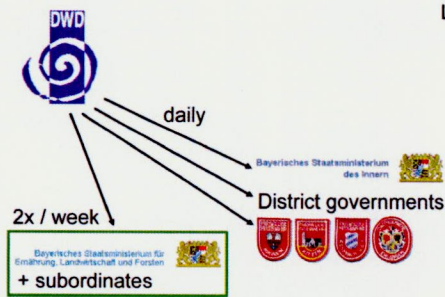 DWD
L
daily
Bayerisches Staatsministerium
des Innern
District governments
2x / week
Bayerisches Staatsministerium für
Ernährung, Landwirtschaft und Forsten
+ subordinates